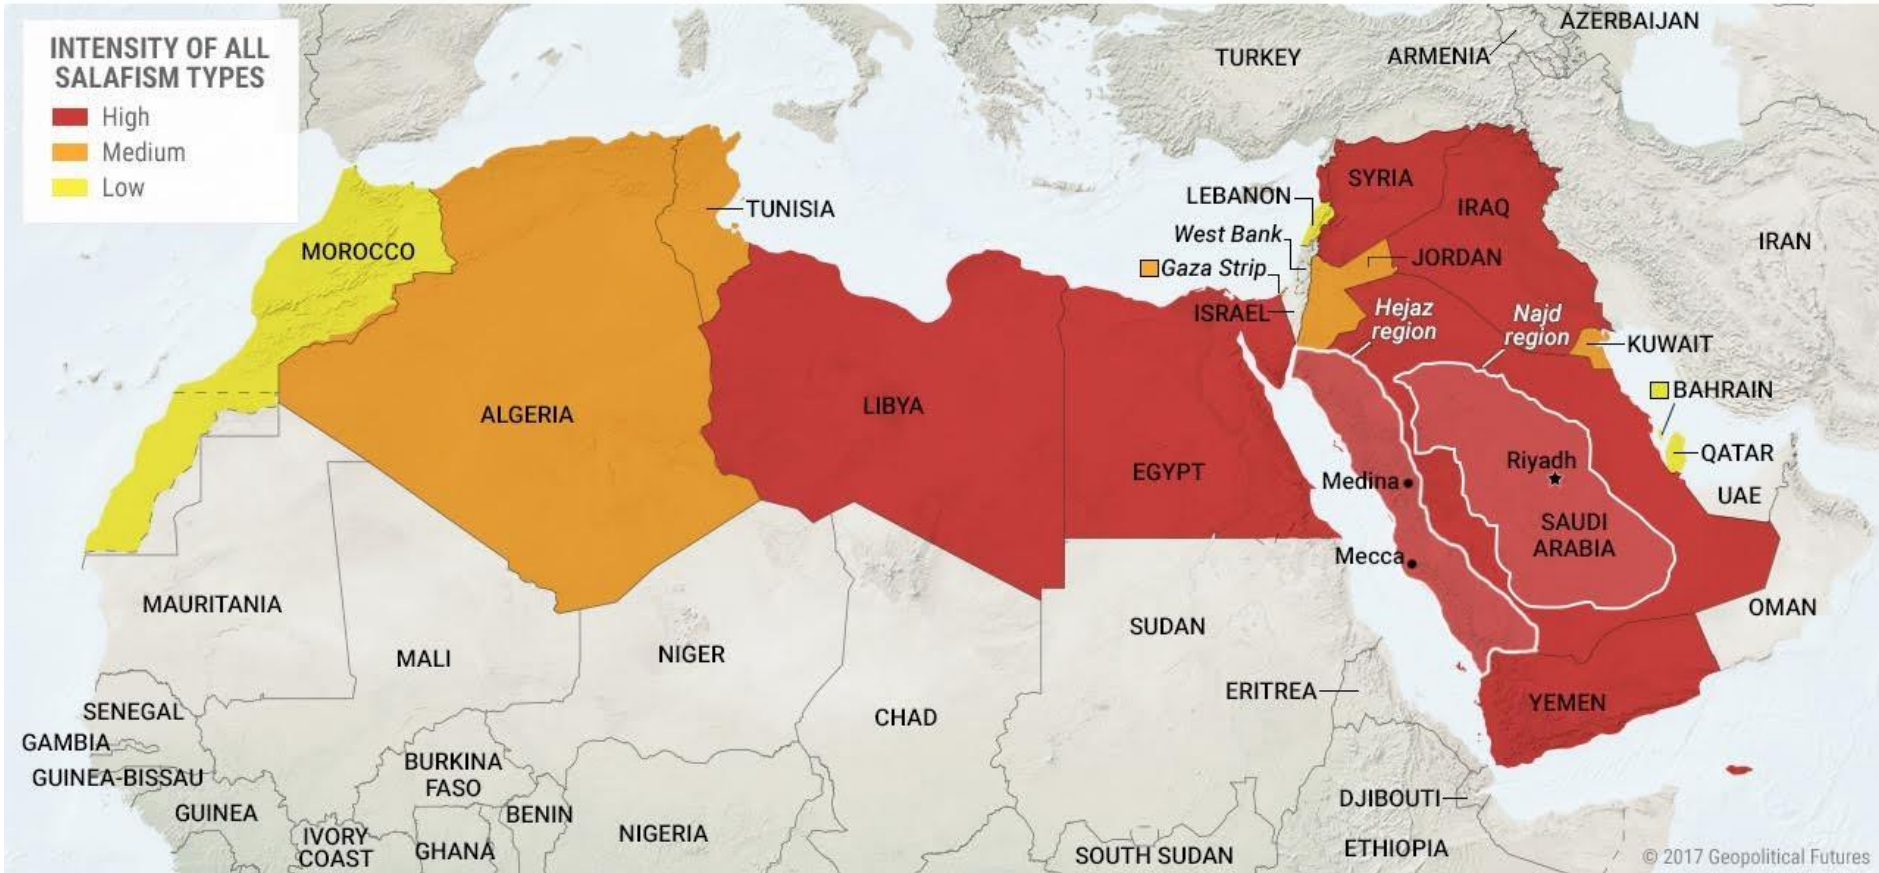 INTENSITY OF ALL
SALAFISM TYPES
High
Medium
Low
AZERBAIJAN
ARMENIA
TURKEY
SYRIA
LEBANON
IRAQ
TUNISIA
West Bank
IRAN
MOROCCO
JORDAN
Gaza Strip
ISRAEL
Hejaz
region
Najd
region
KUWAIT
BAHRAIN
ALGERIA
LIBYA
EGYPT
QATAR
Riyadh
Medina
UAE
SAUDI
ARABIA
Mecca
MAURITANIA
OMAN
SUDAN
MALI
NIGER
ERITREA
YEMEN
SENEGAL
CHAD
GAMBIA
BURKINA
FASO
GUINEA-BISSAU
DJIBOUTI
GUINEA
BENIN
NIGERIA
IVORY
COAST
GHANA
SOUTH SUDAN
ETHIOPIA
© 2017 Geopolitical Futures